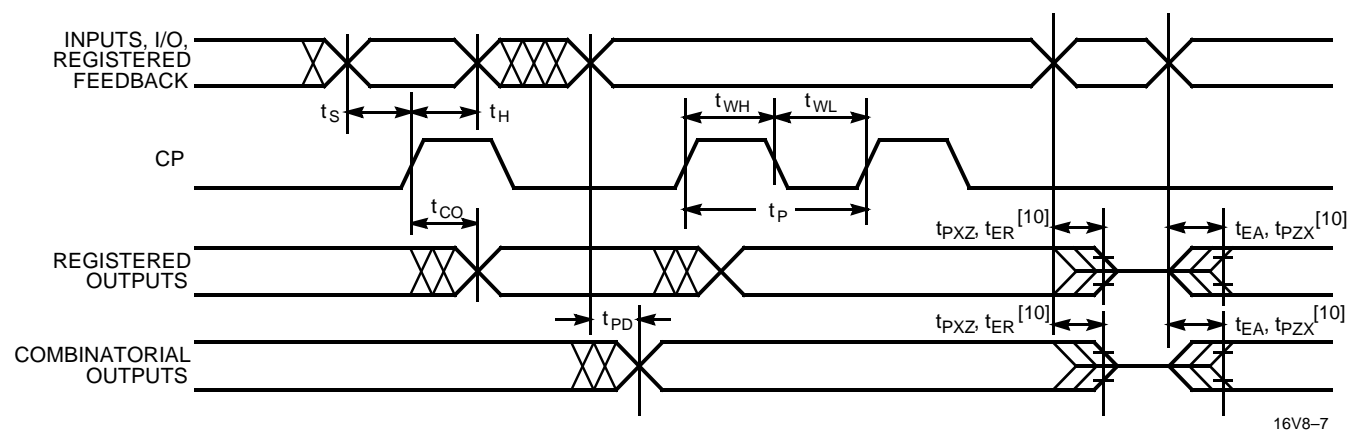 INPUTS, I/O,
REGISTERED
FEEDBACK
tS
tH
tWH
tWL
CP
tCO
tP
tPXZ, tER[10]
tEA, tPZX[10]
REGISTERED
OUTPUTS
tPD
tPXZ, tER[10]
tEA, tPZX[10]
COMBINATORIAL
OUTPUTS
16V8–7